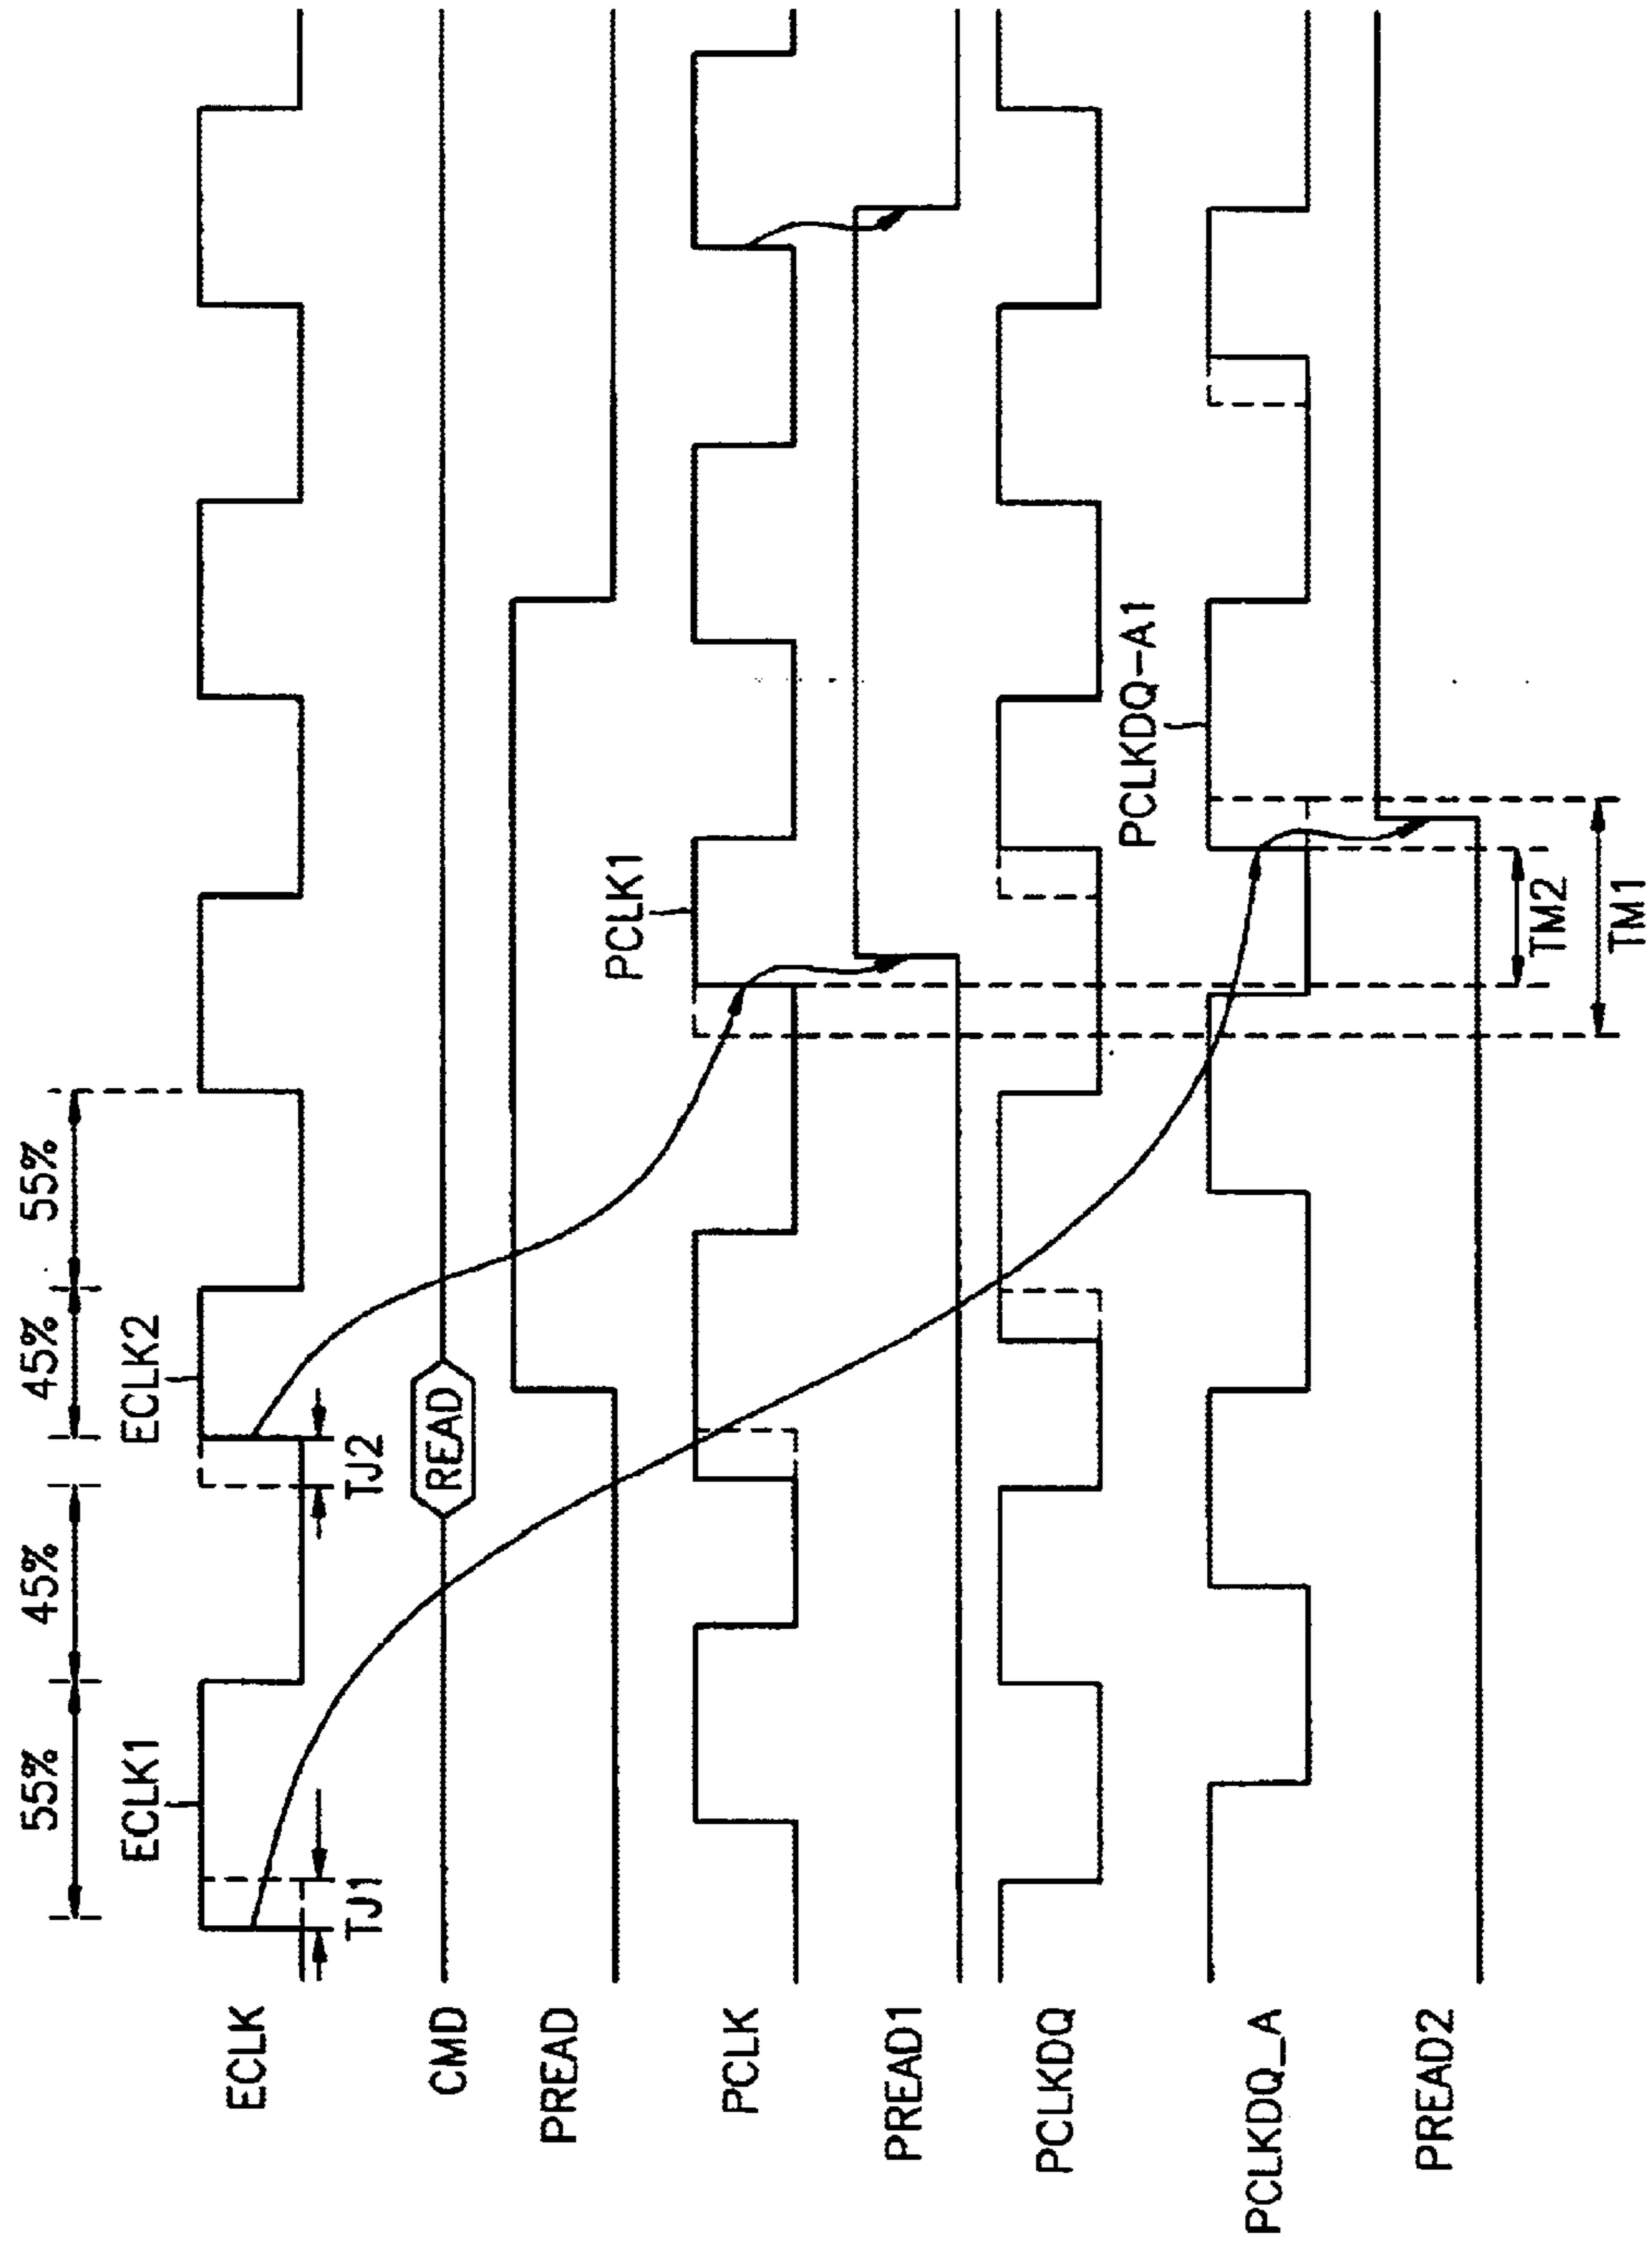 55%
45%
45%
55%
ECLK1
ECLK2
ECLK
TJ1
TJ2
CMD
READ
PREAD
PCLK1
PCLK
PREAD1
PCLKDQ
PCLKDQ-A1
PCLKDQ_A
PREAD2
TM2
TM1